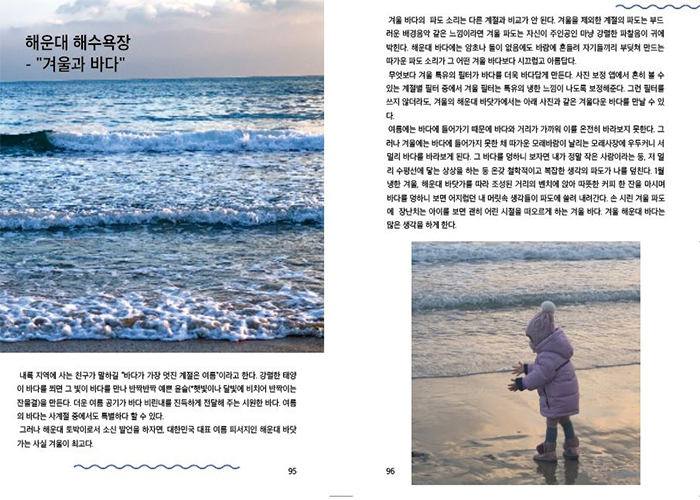 해운대 해수욕장
- "겨울과 바다"
내륙 지역에 사는 친구가 말하길 "바다가 가장 멋진 계절은 여름"이라고 한다. 강렬한 태양
이 바다를 쬐면 그 빛이 바다를 만나 반짝반짝 예쁜 윤슬(*햇빛이나 달빛에 비치어 반짝이는
잔물결)을 만든다. 더운 여름 공기가 바다 비린내를 진득하게 전달해 주는 시원한 바다. 여름
의 바다는 사계절 중에서도 특별하다 할 수 있다.
그러나 해운대 토박이로서 소신 발언을 하자면, 대한민국 대표 여름 피서지인 해운대 바닷
가는 사실 겨울이 최고다.
95
겨울 바다의 파도 소리는 다른 계절과 비교가 안 된다. 겨울을 제외한 계절의 파도는 부드
러운 배경음악 같은 느낌이라면 겨울 파도는 자신이 주인공인 마냥 강렬한 파찰음이 귀에
박힌다. 해운대 바다에는 암초나 돌이 없음에도 바람에 흔들려 자기들끼리 부딪쳐 만드는
따가운 파도 소리가 그 어떤 겨울 바다보다 시끄럽고 아름답다.
무엇보다 겨울 특유의 필터가 바다를 더욱 바다답게 만든다. 사진 보정 앱에서 흔히 볼 수
있는 계절별 필터 중에서 겨울 필터는 특유의 냉한 느낌이 나도록 보정해준다. 그런 필터를
쓰지 않더라도, 겨울의 해운대 바닷가에서는 아래 사진과 같은 겨울다운 바다를 만날 수 있
다.
여름에는 바다에 들어가기 때문에 바다와 거리가 가까워 이를 온전히 바라보지 못한다. 그
러나 겨울에는 바다에 들어가지 못한 채 따가운 모래바람이 날리는 모래사장에 우두커니 서
멀리 바다를 바라보게 된다. 그 바다를 멍하니 보자면 내가 정말 작은 사람이라는 둥, 저 멀
리 수평선에 닿는 상상을 하는 등 온갖 철학적이고 복잡한 생각의 파도가 나를 덮친다. 1월
냉한 겨울, 해운대 바닷가를 따라 조성된 거리의 벤치에 앉아 따뜻한 커피 한 잔을 마시며
바다를 멍하니 보면 어지럽던 내 머릿속 생각들이 파도에 쓸려 내려간다. 손 시린 겨울 파도
에 장난치는 아이를 보면 괜히 어린 시절을 떠오르게 하는 겨울 바다. 겨울 해운대 바다는
많은 생각을 하게 한다.
96